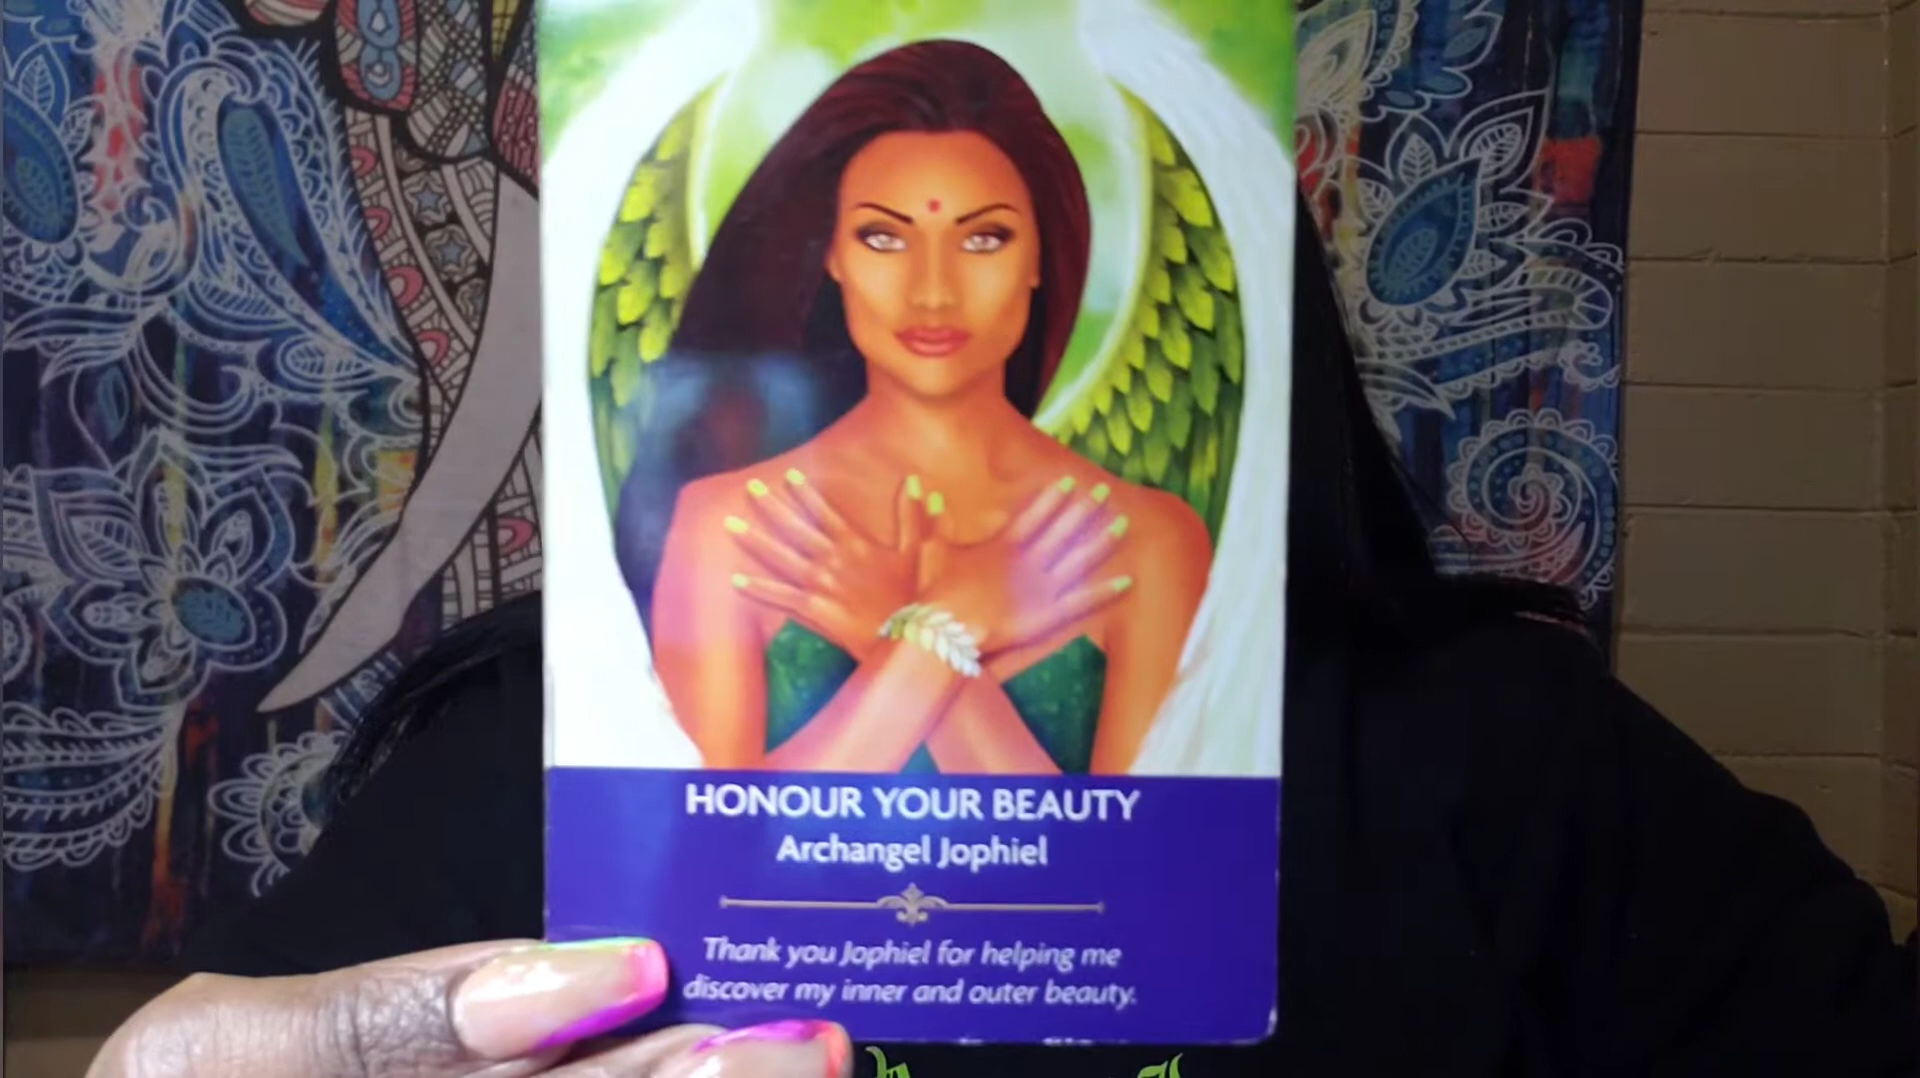 HONOUR YOUR BEAUTY
Archangel Jophiel
Thank you Jophiel for helping me
discover my inner and outer beauty.